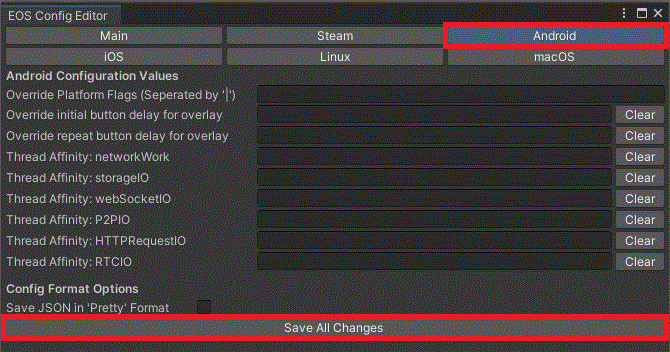 EOS Config Editor
Main Steam Android
iOS Linux macOS
Android Configuration Values
Override Platform Flags (Seperated by '|')
Override initial button delay for overlay Clear
Override repeat button delay for overlay Clear
Thread Affinity: networkWork Clear
Thread Affinity: storageIO Clear
Thread Affinity: webSocketIO Clear
Thread Affinity: P2PIO Clear
Thread Affinity: HTTPRequestIO Clear
Thread Affinity: RTCIO Clear
Config Format Options
Save JSON in 'Pretty' Format
Save All Changes